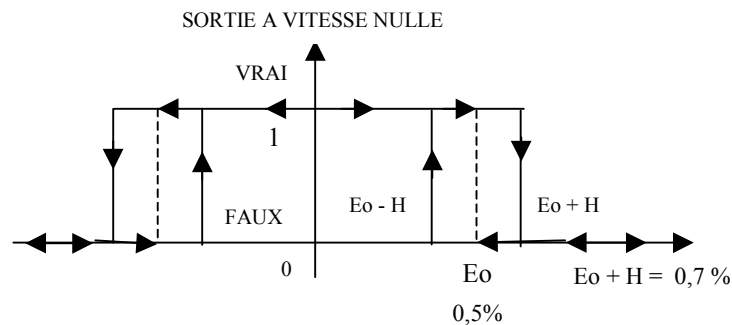 SORTIE A VITESSE NULLE
VRAI
1
FAUX
Eo - H
Eo + H
0
Eo
Eo + H = 0,7 %
0,5%